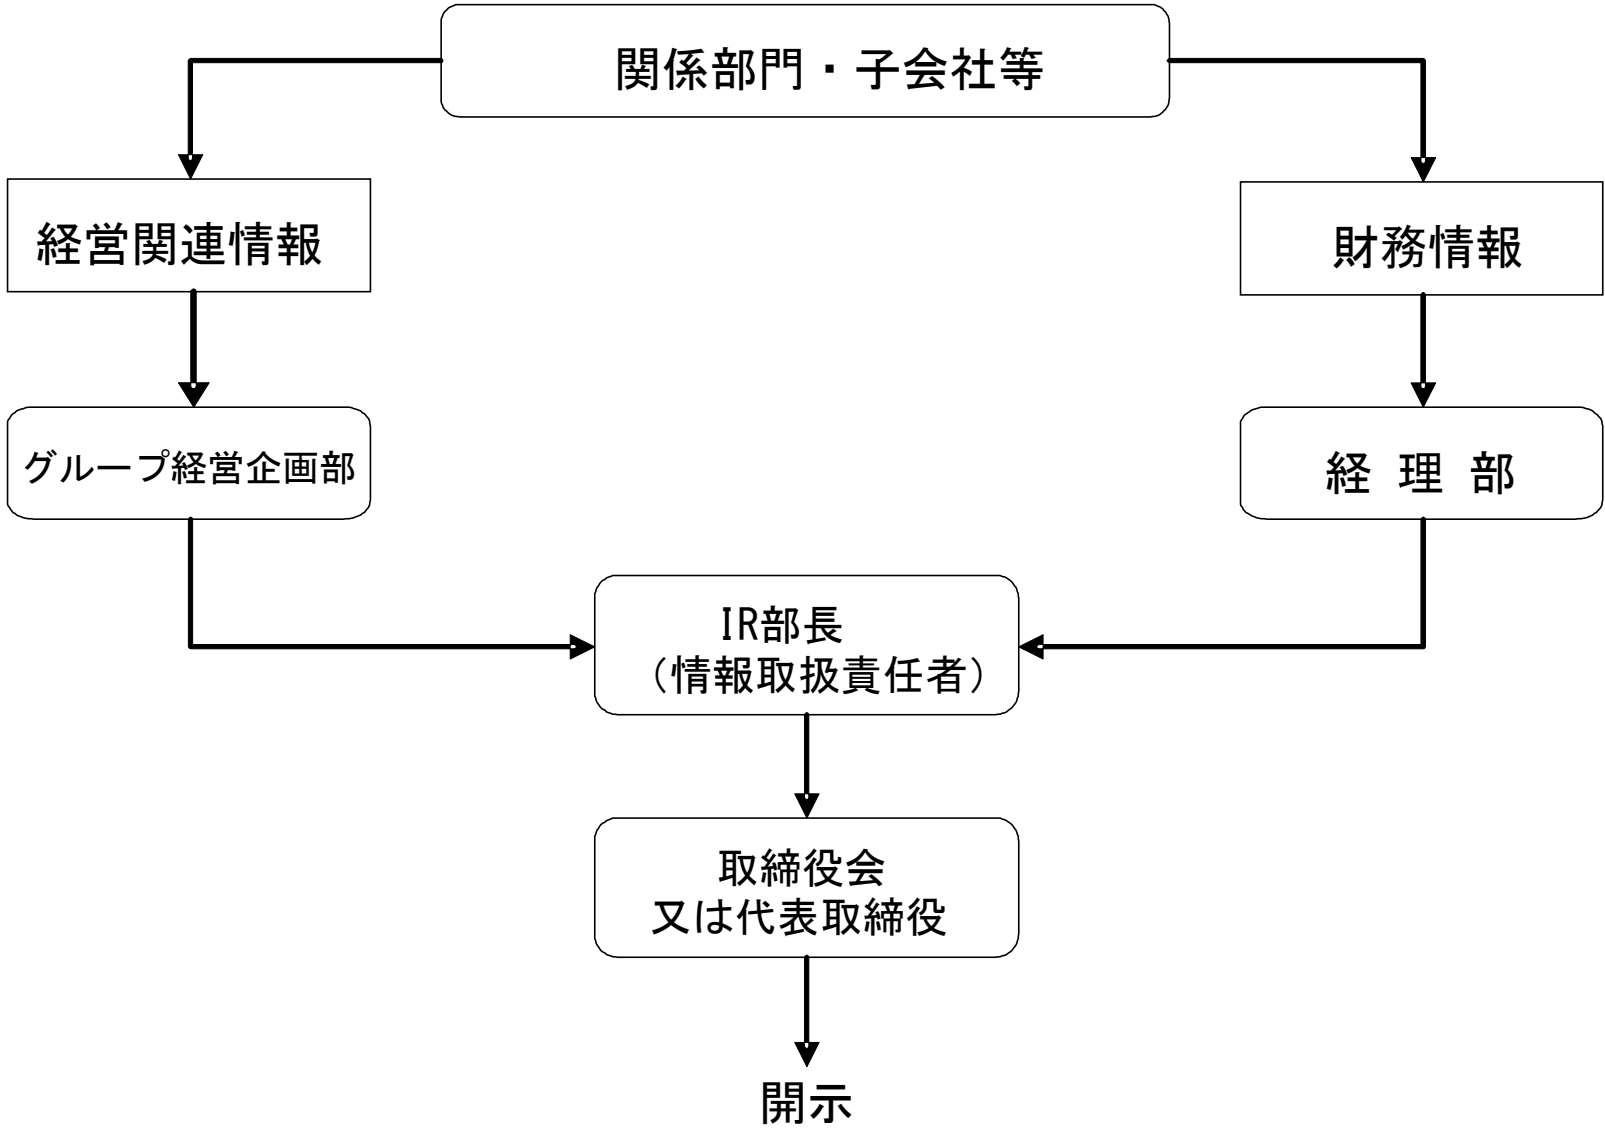 関係部門・子会社等
経営関連情報
財務情報
グループ経営企画部
経 理 部
IR部長
（情報取扱責任者）
取締役会
又は代表取締役
開示